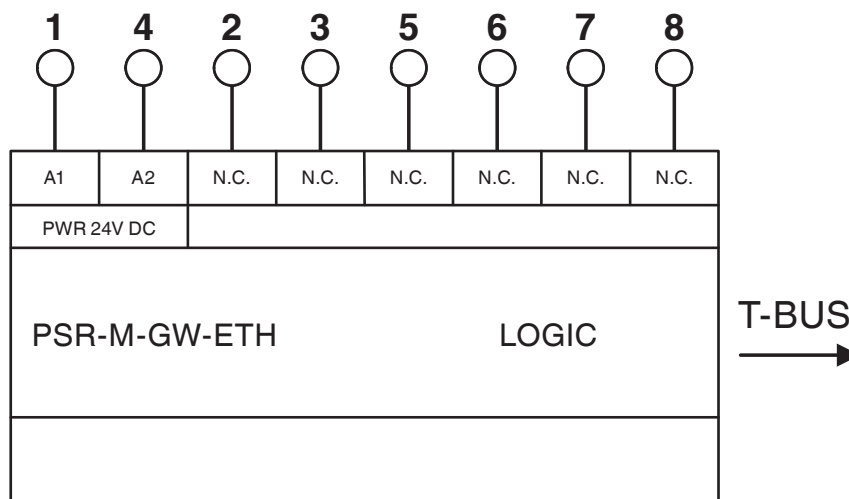 1 4 2 3 5 6 7 8
A1 A2 N.C. N.C. N.C. N.C. N.C. N.C.
PWR 24V DC
PSR-M-GW-ETH LOGIC
T-BUS